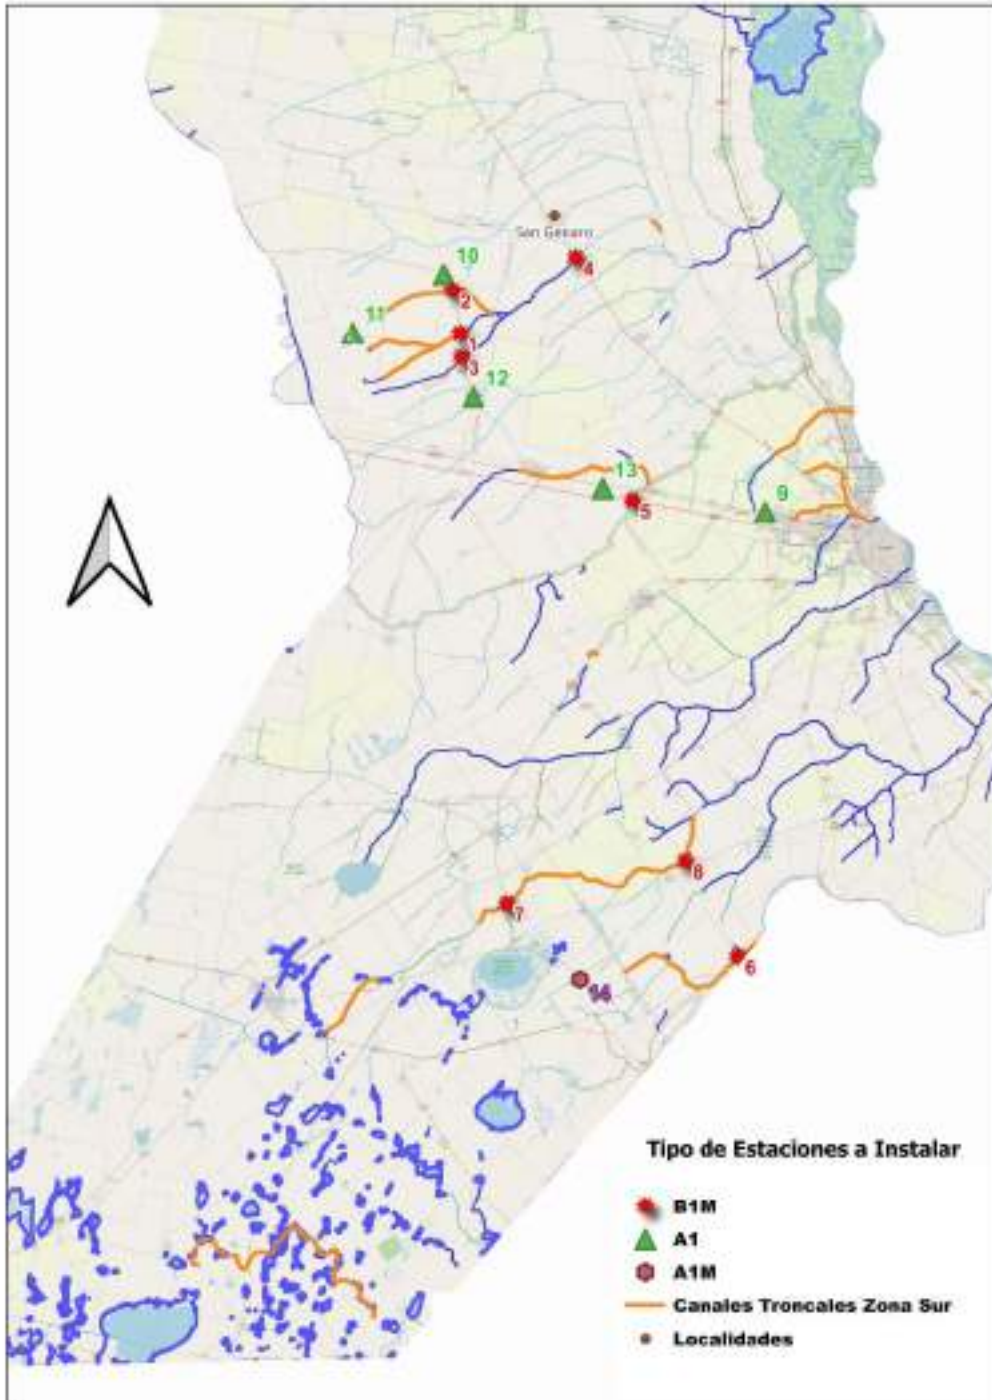 San Genaro
10
4
2
11
1
3
12
13
9
5
8
7
6
14
Tipo de Estaciones a Instalar
B1M
A1
A1M
Canales Troncales Zona Sur
Localidades